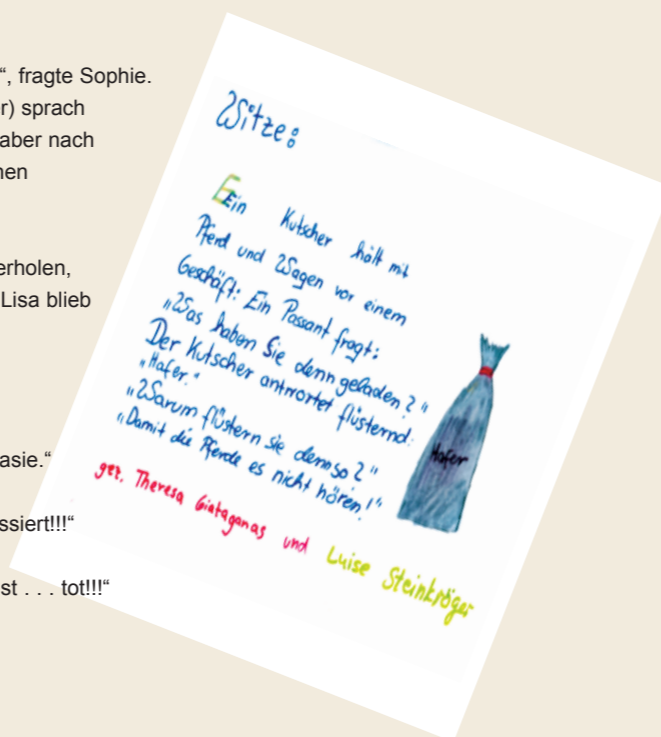 “, fragte Sophie.
r) sprach
aber nach
nen
erholen,
Lisa blieb
asie.“
ssiert!!!“
st . . . tot!!!“
Witze:
Ein Kutscher hält mit
Pferd und Wagen vor einem
Geschäft: Ein Passant fragt:
„Was haben Sie denn geladen?“
Der Kutscher antwortet flüsternd:
„Hafer.“
„Warum flüstern sie denn so?“
„Damit die Pferde es nicht hören!“
Hafer
ger. Theresa Giataganas und Luise Steinkröger